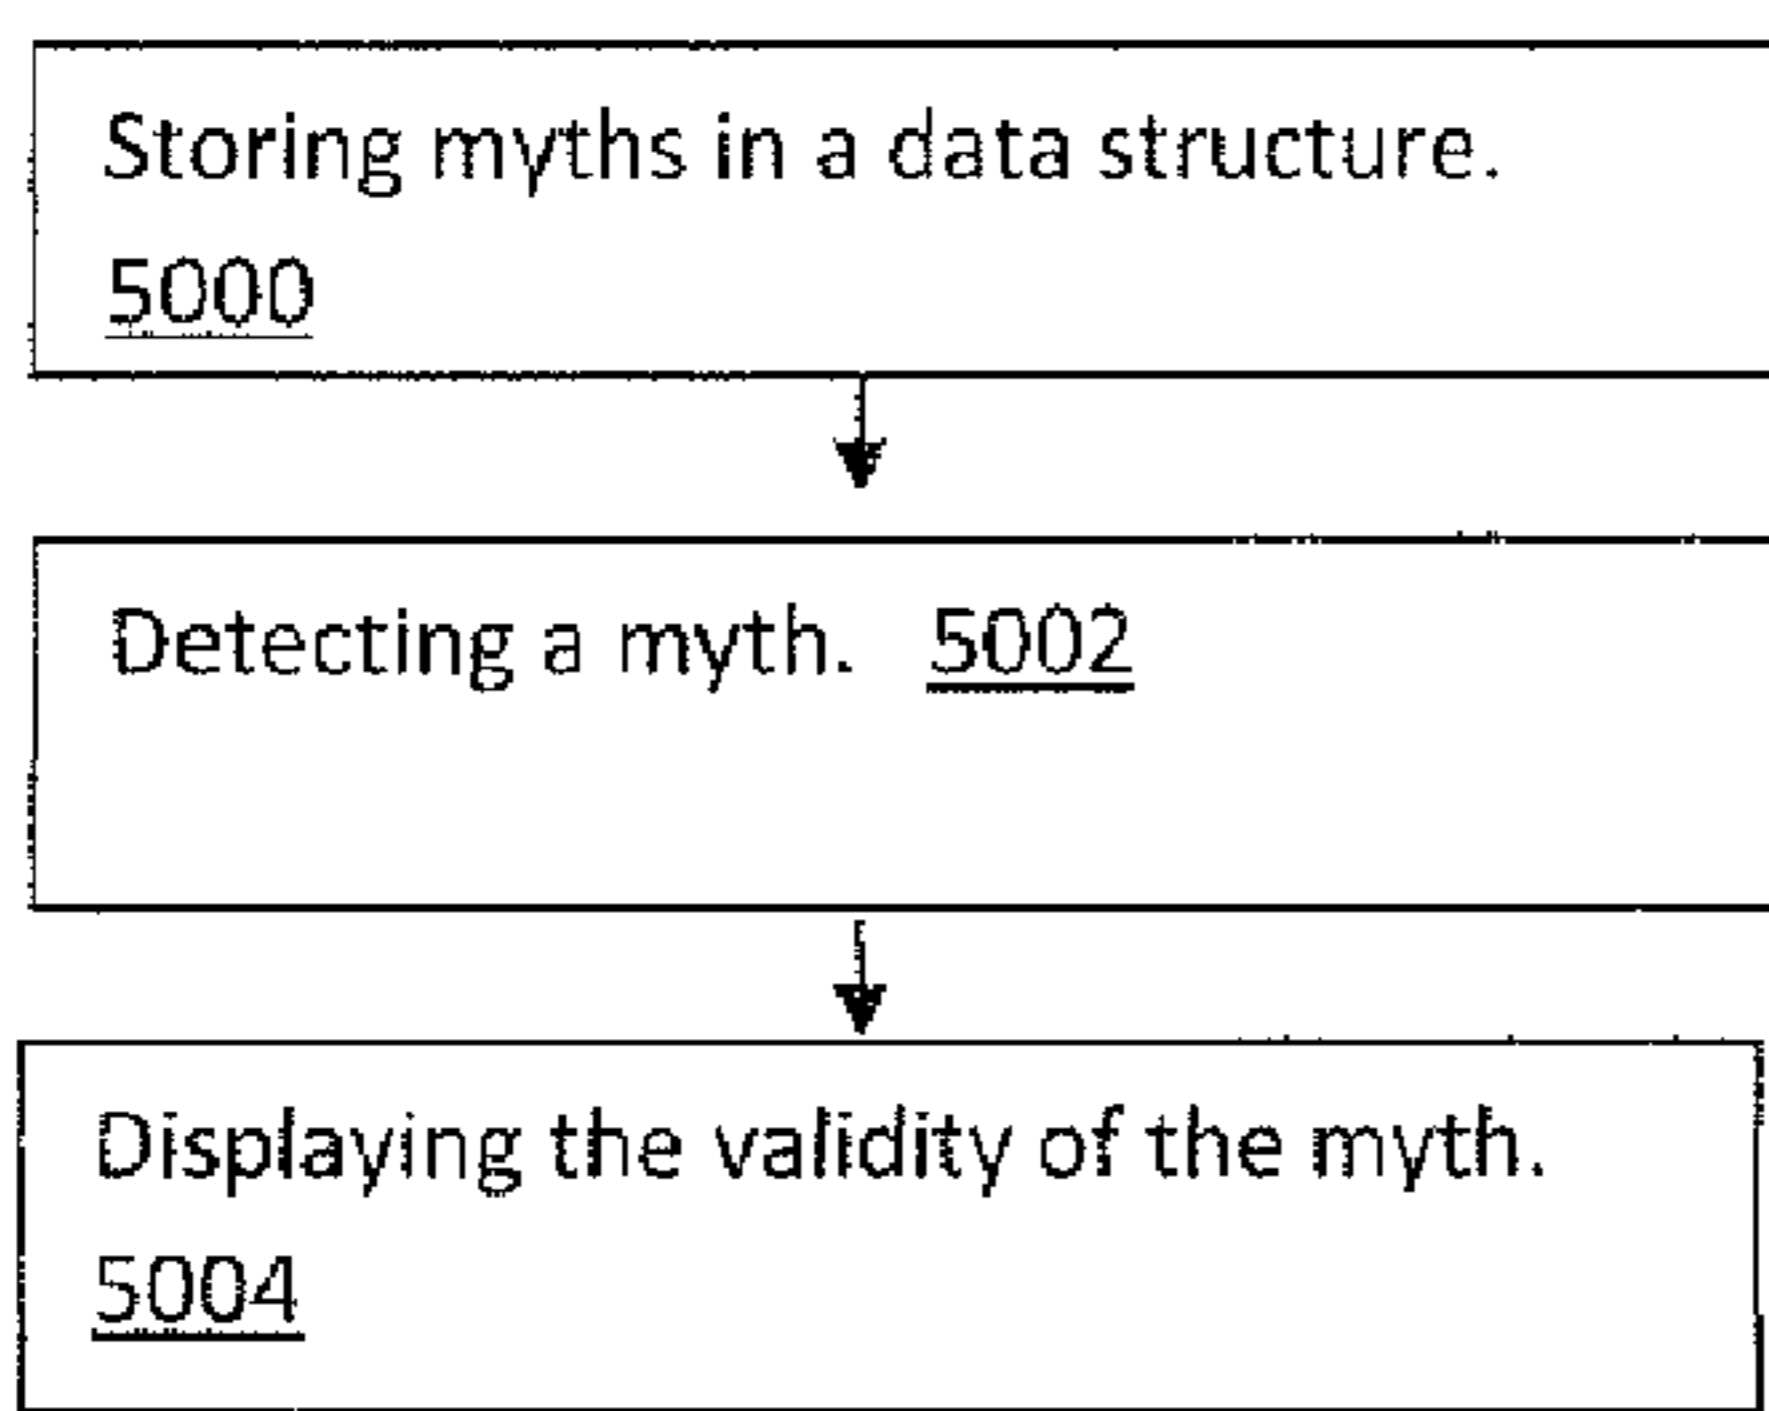 Storing myths in a data structure.
5000
Detecting a myth. 5002
Displaying the validity of the myth.
5004